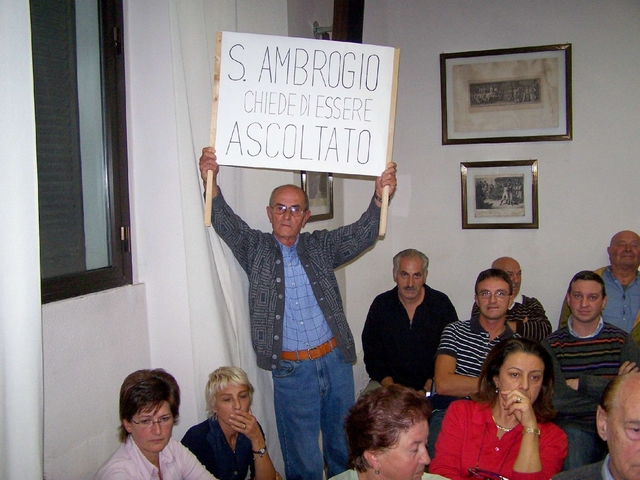 S. AMBROGIO
CHIEDE DI ESSERE
ASCOLTATO